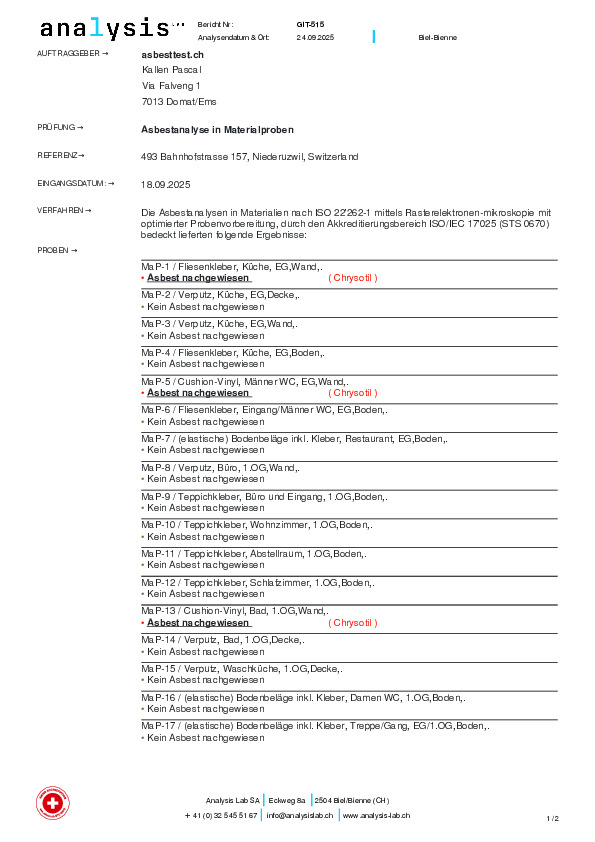 analysis
Bericht Nr: GIT-515
Analysendatum & Ort: 24.09.2025 Biel-Bienne
AUFTRAGGEBER → asbesttest.ch
Kallen Pascal
Via Falveng 1
7013 Domat/Ems
PRÜFUNG → Asbestanalyse in Materialproben
REFERENZ → 493 Bahnhofstrasse 157, Niederuzwil, Switzerland
EINGANGSDATUM: → 18.09.2025
VERFAHREN → Die Asbestanalysen in Materialien nach ISO 22'262-1 mittels Rasterelektronen-mikroskopie mit
optimierter Probenvorbereitung, durch den Akkreditierungsbereich ISO/IEC 17'025 (STS 0670)
bedeckt lieferten folgende Ergebnisse:
PROBEN →
MaP-1 / Fliesenkleber, Küche, EG,Wand,.
• Asbest nachgewiesen ( Chrysotil )
MaP-2 / Verputz, Küche, EG,Decke,.
• Kein Asbest nachgewiesen
MaP-3 / Verputz, Küche, EG,Wand,.
• Kein Asbest nachgewiesen
MaP-4 / Fliesenkleber, Küche, EG,Boden,.
• Kein Asbest nachgewiesen
MaP-5 / Cushion-Vinyl, Männer WC, EG,Wand,.
• Asbest nachgewiesen ( Chrysotil )
MaP-6 / Fliesenkleber, Eingang/Männer WC, EG,Boden,.
• Kein Asbest nachgewiesen
MaP-7 / (elastische) Bodenbeläge inkl. Kleber, Restaurant, EG,Boden,.
• Kein Asbest nachgewiesen
MaP-8 / Verputz, Büro, 1.OG,Wand,.
• Kein Asbest nachgewiesen
MaP-9 / Teppichkleber, Büro und Eingang, 1.OG,Boden,.
• Kein Asbest nachgewiesen
MaP-10 / Teppichkleber, Wohnzimmer, 1.OG,Boden,.
• Kein Asbest nachgewiesen
MaP-11 / Teppichkleber, Abstellraum, 1.OG,Boden,.
• Kein Asbest nachgewiesen
MaP-12 / Teppichkleber, Schlafzimmer, 1.OG,Boden,.
• Kein Asbest nachgewiesen
MaP-13 / Cushion-Vinyl, Bad, 1.OG,Wand,.
• Asbest nachgewiesen ( Chrysotil )
MaP-14 / Verputz, Bad, 1.OG,Decke,.
• Kein Asbest nachgewiesen
MaP-15 / Verputz, Waschküche, 1.OG,Decke,.
• Kein Asbest nachgewiesen
MaP-16 / (elastische) Bodenbeläge inkl. Kleber, Damen WC, 1.OG,Boden,.
• Kein Asbest nachgewiesen
MaP-17 / (elastische) Bodenbeläge inkl. Kleber, Treppe/Gang, EG/1.OG,Boden,.
• Kein Asbest nachgewiesen
Analysis Lab SA | Eckweg 8a | 2504 Biel/Bienne (CH)
+ 41 (0) 32 545 51 67 | info@analysislab.ch | www.analysis-lab.ch
1 / 2